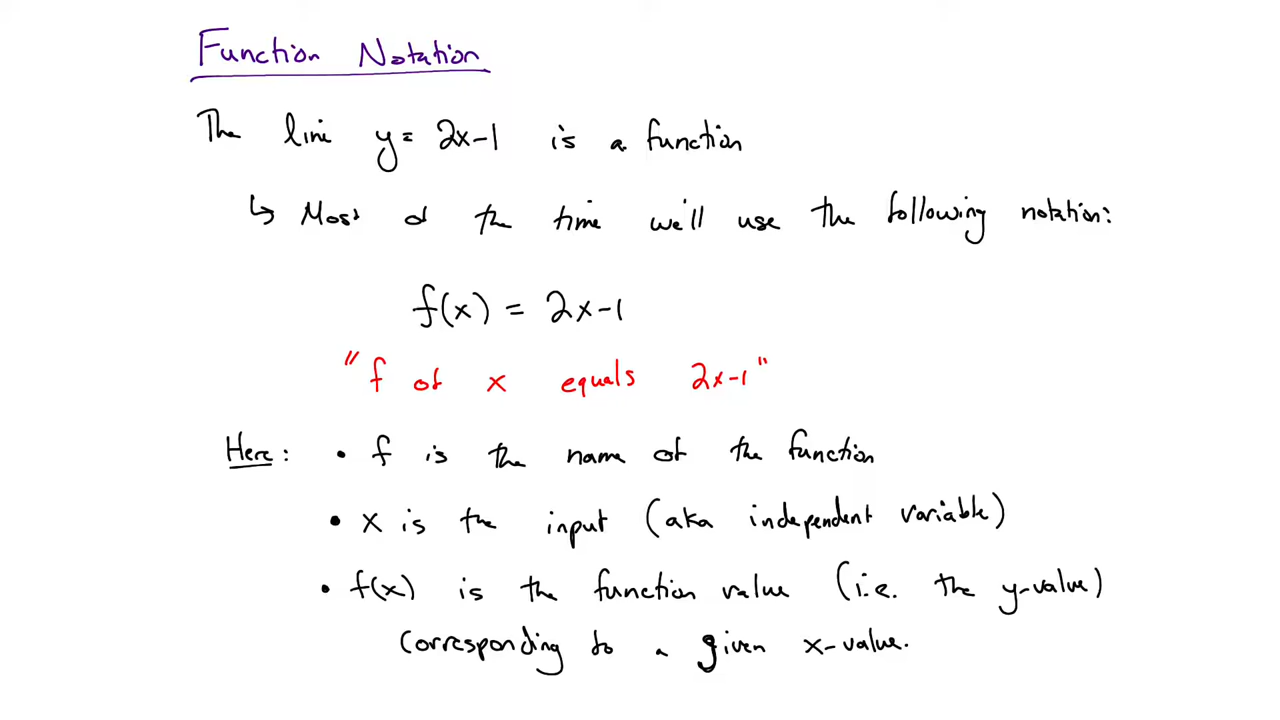 Function Notation
The line y = 2x-1 is a function
↳ Most of the time we'll use the following notation:
f(x) = 2x-1
"f of x equals 2x-1"
Here: • f is the name of the function
• x is the input (aka independent variable)
• f(x) is the function value (i.e. the y-value)
corresponding to a given x-value.